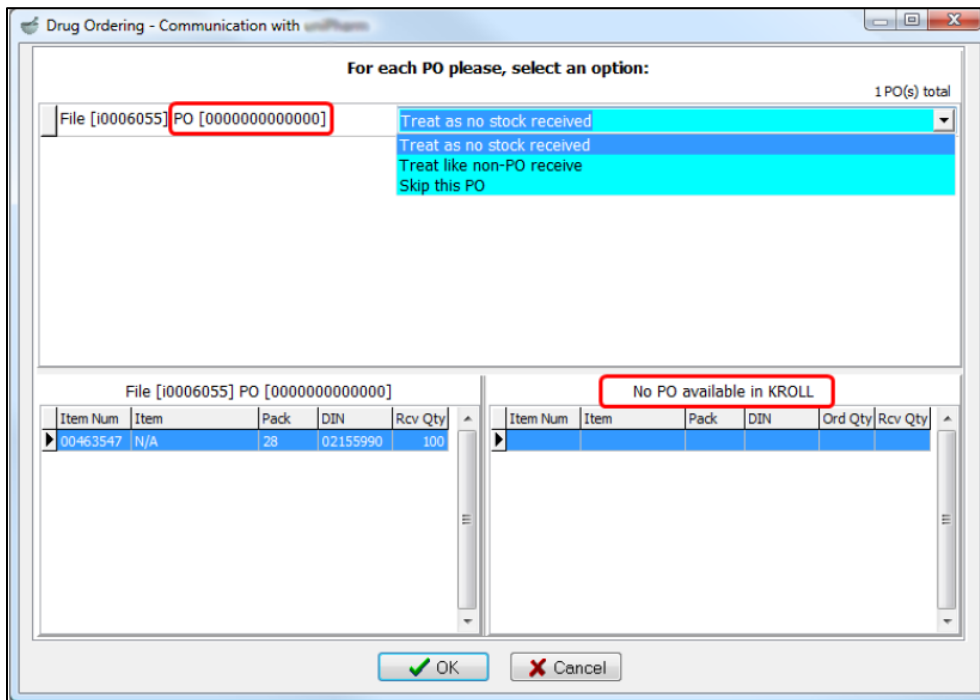 Drug Ordering - Communication with
For each PO please, select an option:
1 PO(s) total
File [i0006055] PO [0000000000000] Treat as no stock received
Treat as no stock received
Treat like non-PO receive
Skip this PO
File [i0006055] PO [0000000000000]
Item Num Item Pack DIN Rcv Qty
00463547 N/A 28 02155990 100
No PO available in KROLL
Item Num Item Pack DIN Ord Qty Rcv Qty
OK Cancel